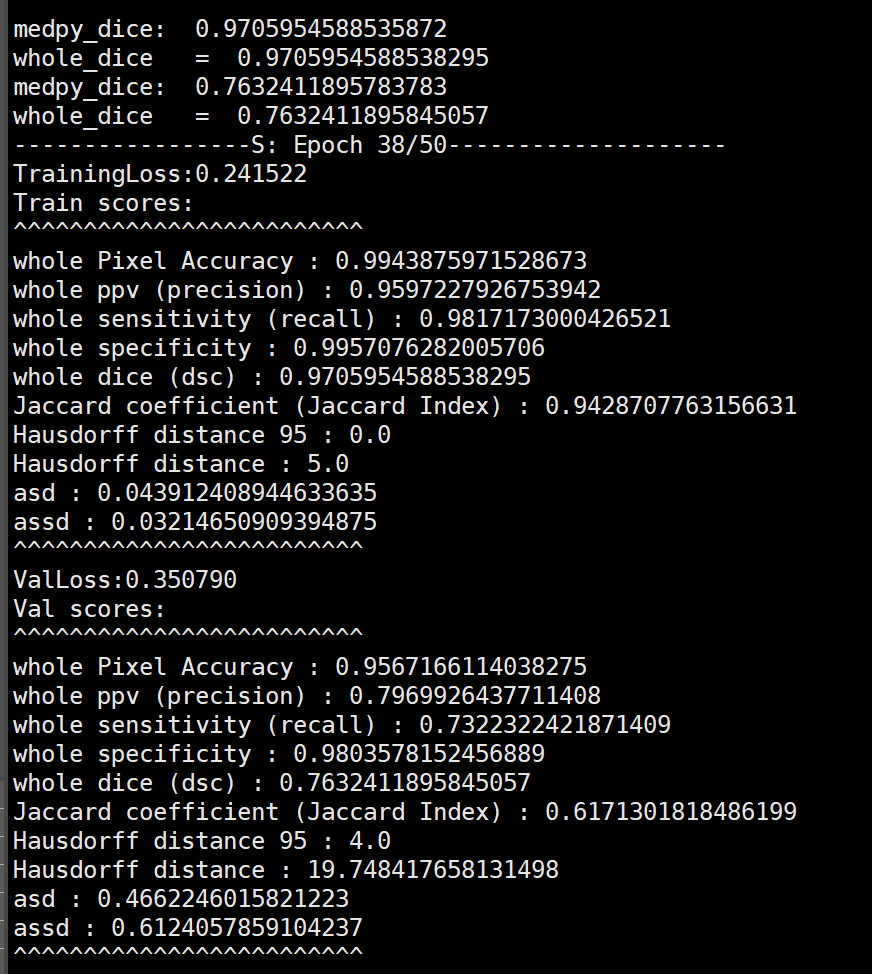 medpy_dice:  0.9705954588535872
whole_dice   =  0.9705954588538295
medpy_dice:  0.7632411895783783
whole_dice   =  0.7632411895845057
-----------------S: Epoch 38/50--------------------
TrainingLoss:0.241522
Train scores:
^^^^^^^^^^^^^^^^^^^^^^^^^
whole Pixel Accuracy : 0.9943875971528673
whole ppv (precision) : 0.9597227926753942
whole sensitivity (recall) : 0.9817173000426521
whole specificity : 0.9957076282005706
whole dice (dsc) : 0.9705954588538295
Jaccard coefficient (Jaccard Index) : 0.9428707763156631
Hausdorff distance 95 : 0.0
Hausdorff distance : 5.0
asd : 0.043912408944633635
assd : 0.03214650909394875
^^^^^^^^^^^^^^^^^^^^^^^^^
ValLoss:0.350790
Val scores:
^^^^^^^^^^^^^^^^^^^^^^^^^
whole Pixel Accuracy : 0.9567166114038275
whole ppv (precision) : 0.7969926437711408
whole sensitivity (recall) : 0.7322322421871409
whole specificity : 0.9803578152456889
whole dice (dsc) : 0.7632411895845057
Jaccard coefficient (Jaccard Index) : 0.6171301818486199
Hausdorff distance 95 : 4.0
Hausdorff distance : 19.748417658131498
asd : 0.4662246015821223
assd : 0.6124057859104237
^^^^^^^^^^^^^^^^^^^^^^^^^